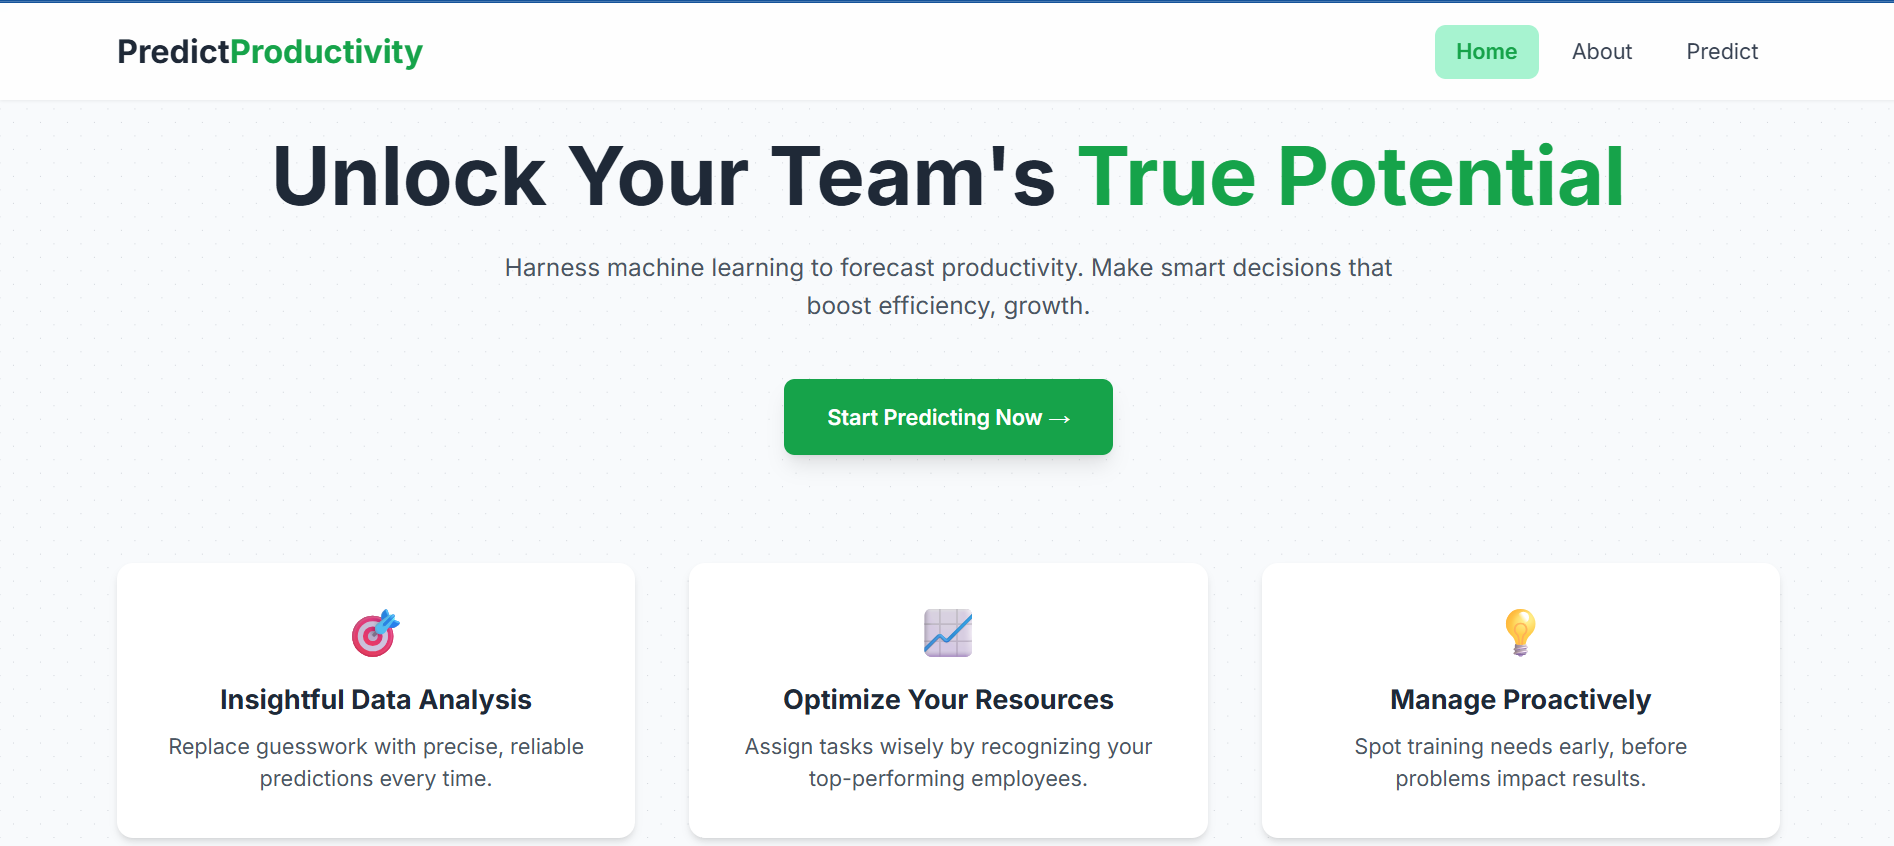 PredictProductivity
Home
About
Predict
Unlock Your Team's True Potential
Harness machine learning to forecast productivity. Make smart decisions that
boost efficiency, growth.
Start Predicting Now →
Insightful Data Analysis
Replace guesswork with precise, reliable
predictions every time.
Optimize Your Resources
Assign tasks wisely by recognizing your
top-performing employees.
Manage Proactively
Spot training needs early, before
problems impact results.